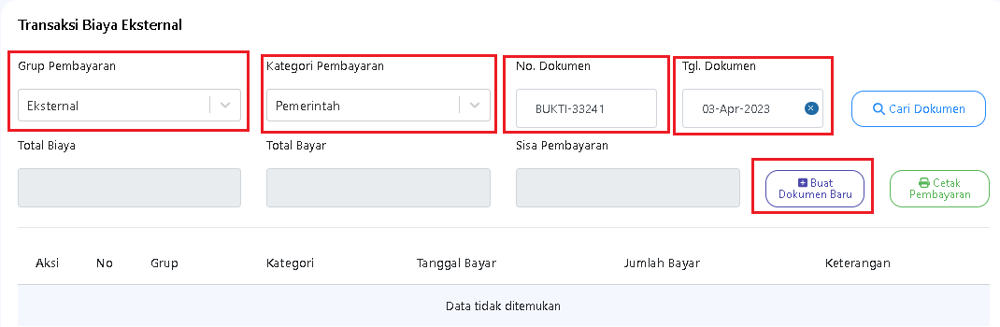 Transaksi Biaya Eksternal
Grup Pembayaran
Kategori Pembayaran
No. Dokumen
Tgl. Dokumen
Eksternal
Pemerintah
BUKTI-33241
03-Apr-2023
Cari Dokumen
Total Biaya
Total Bayar
Sisa Pembayaran
Buat
Dokumen Baru
Cetak
Pembayaran
Aksi No Grup Kategori Tanggal Bayar Jumlah Bayar Keterangan
Data tidak ditemukan